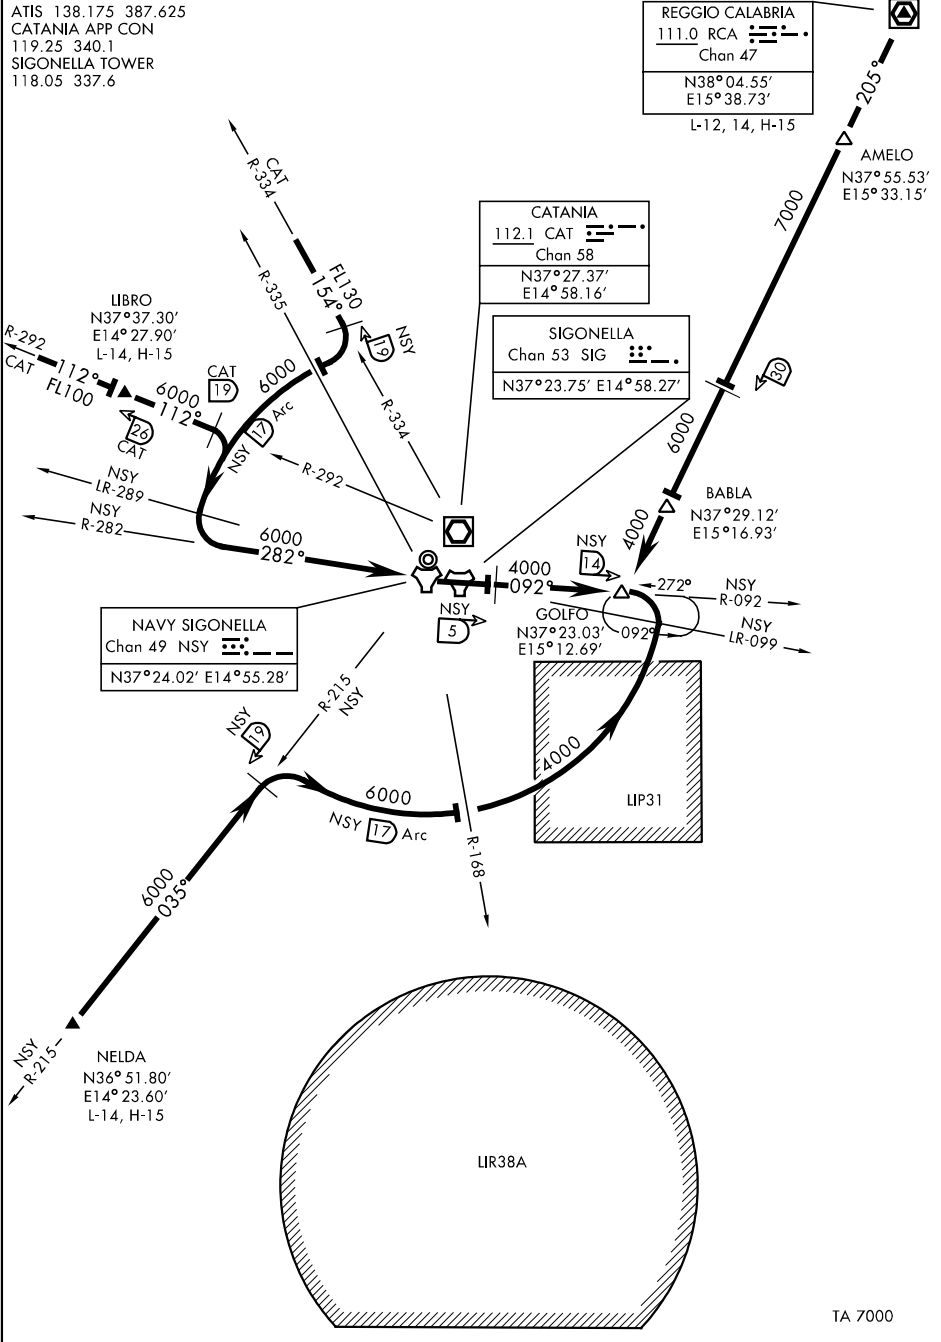 ATIS 138.175 387.625
CATANIA APP CON
119.25 340.1
SIGONELLA TOWER
118.05 337.6
REGGIO CALABRIA
111.0 RCA
Chan 47
N38° 04.55′
E15° 38.73′
L-12, 14, H-15
205°
AMELO
N37° 55.53′
E15° 33.15′
7000
CAT
R-334
R-335
CATANIA
112.1 CAT
Chan 58
N37° 27.37′
E14° 58.16′
FL130
154°
NSY
19
LIBRO
N37° 37.30′
E14° 27.90′
L-14, H-15
R-292
CAT
112°
FL100
6000
112°
CAT
19
26
CAT
6000
NSY 17 Arc
R-334
SIGONELLA
Chan 53 SIG
N37° 23.75′ E14° 58.27′
30
6000
NSY
LR-289
NSY
R-282
R-292
6000
282°
BABLA
N37° 29.12′
E15° 16.93′
4000
NSY
14
4000
092°
272°
NSY
R-092
NSY
LR-099
092°
GOLFO
N37° 23.03′
E15° 12.69′
NSY
5
NAVY SIGONELLA
Chan 49 NSY
N37° 24.02′ E14° 55.28′
R-215
NSY
NSY
19
6000
NSY 17 Arc
4000
LIP31
R-168
6000
035°
NSY
R-215
NELDA
N36° 51.80′
E14° 23.60′
L-14, H-15
LIR38A
TA 7000